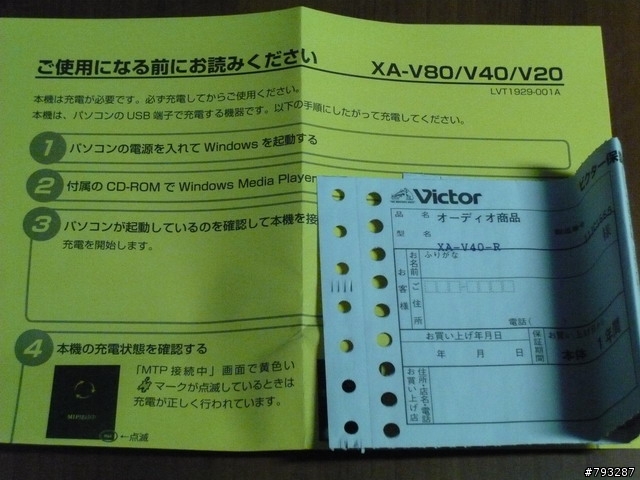 ご使用になる前にお読みください
XA-V80/V40/V20
LVT1929-001A
本機は充電が必要です。必ず充電してからご使用ください。
本機は、パソコンのUSB端子で充電する機器です。以下の手順にしたがって充電してください。
1 パソコンの電源を入れてWindowsを起動する
2 付属のCD-ROMでWindows Media Player
3 パソコンが起動しているのを確認して本機を接
充電を開始します。
4 本機の充電状態を確認する
「MTP接続中」画面で黄色い
マークが点滅しているときは
充電が正しく行われています。
←点滅
Victor
品名 オーディオ商品
型名 XA-V40-R
お客様
ふりがな
お名前
ご住所
電話(
お買い上げ年月日
年 月 日
保証期間
本体 1年間
お買い上げ店
住所・店名・電話
#793287